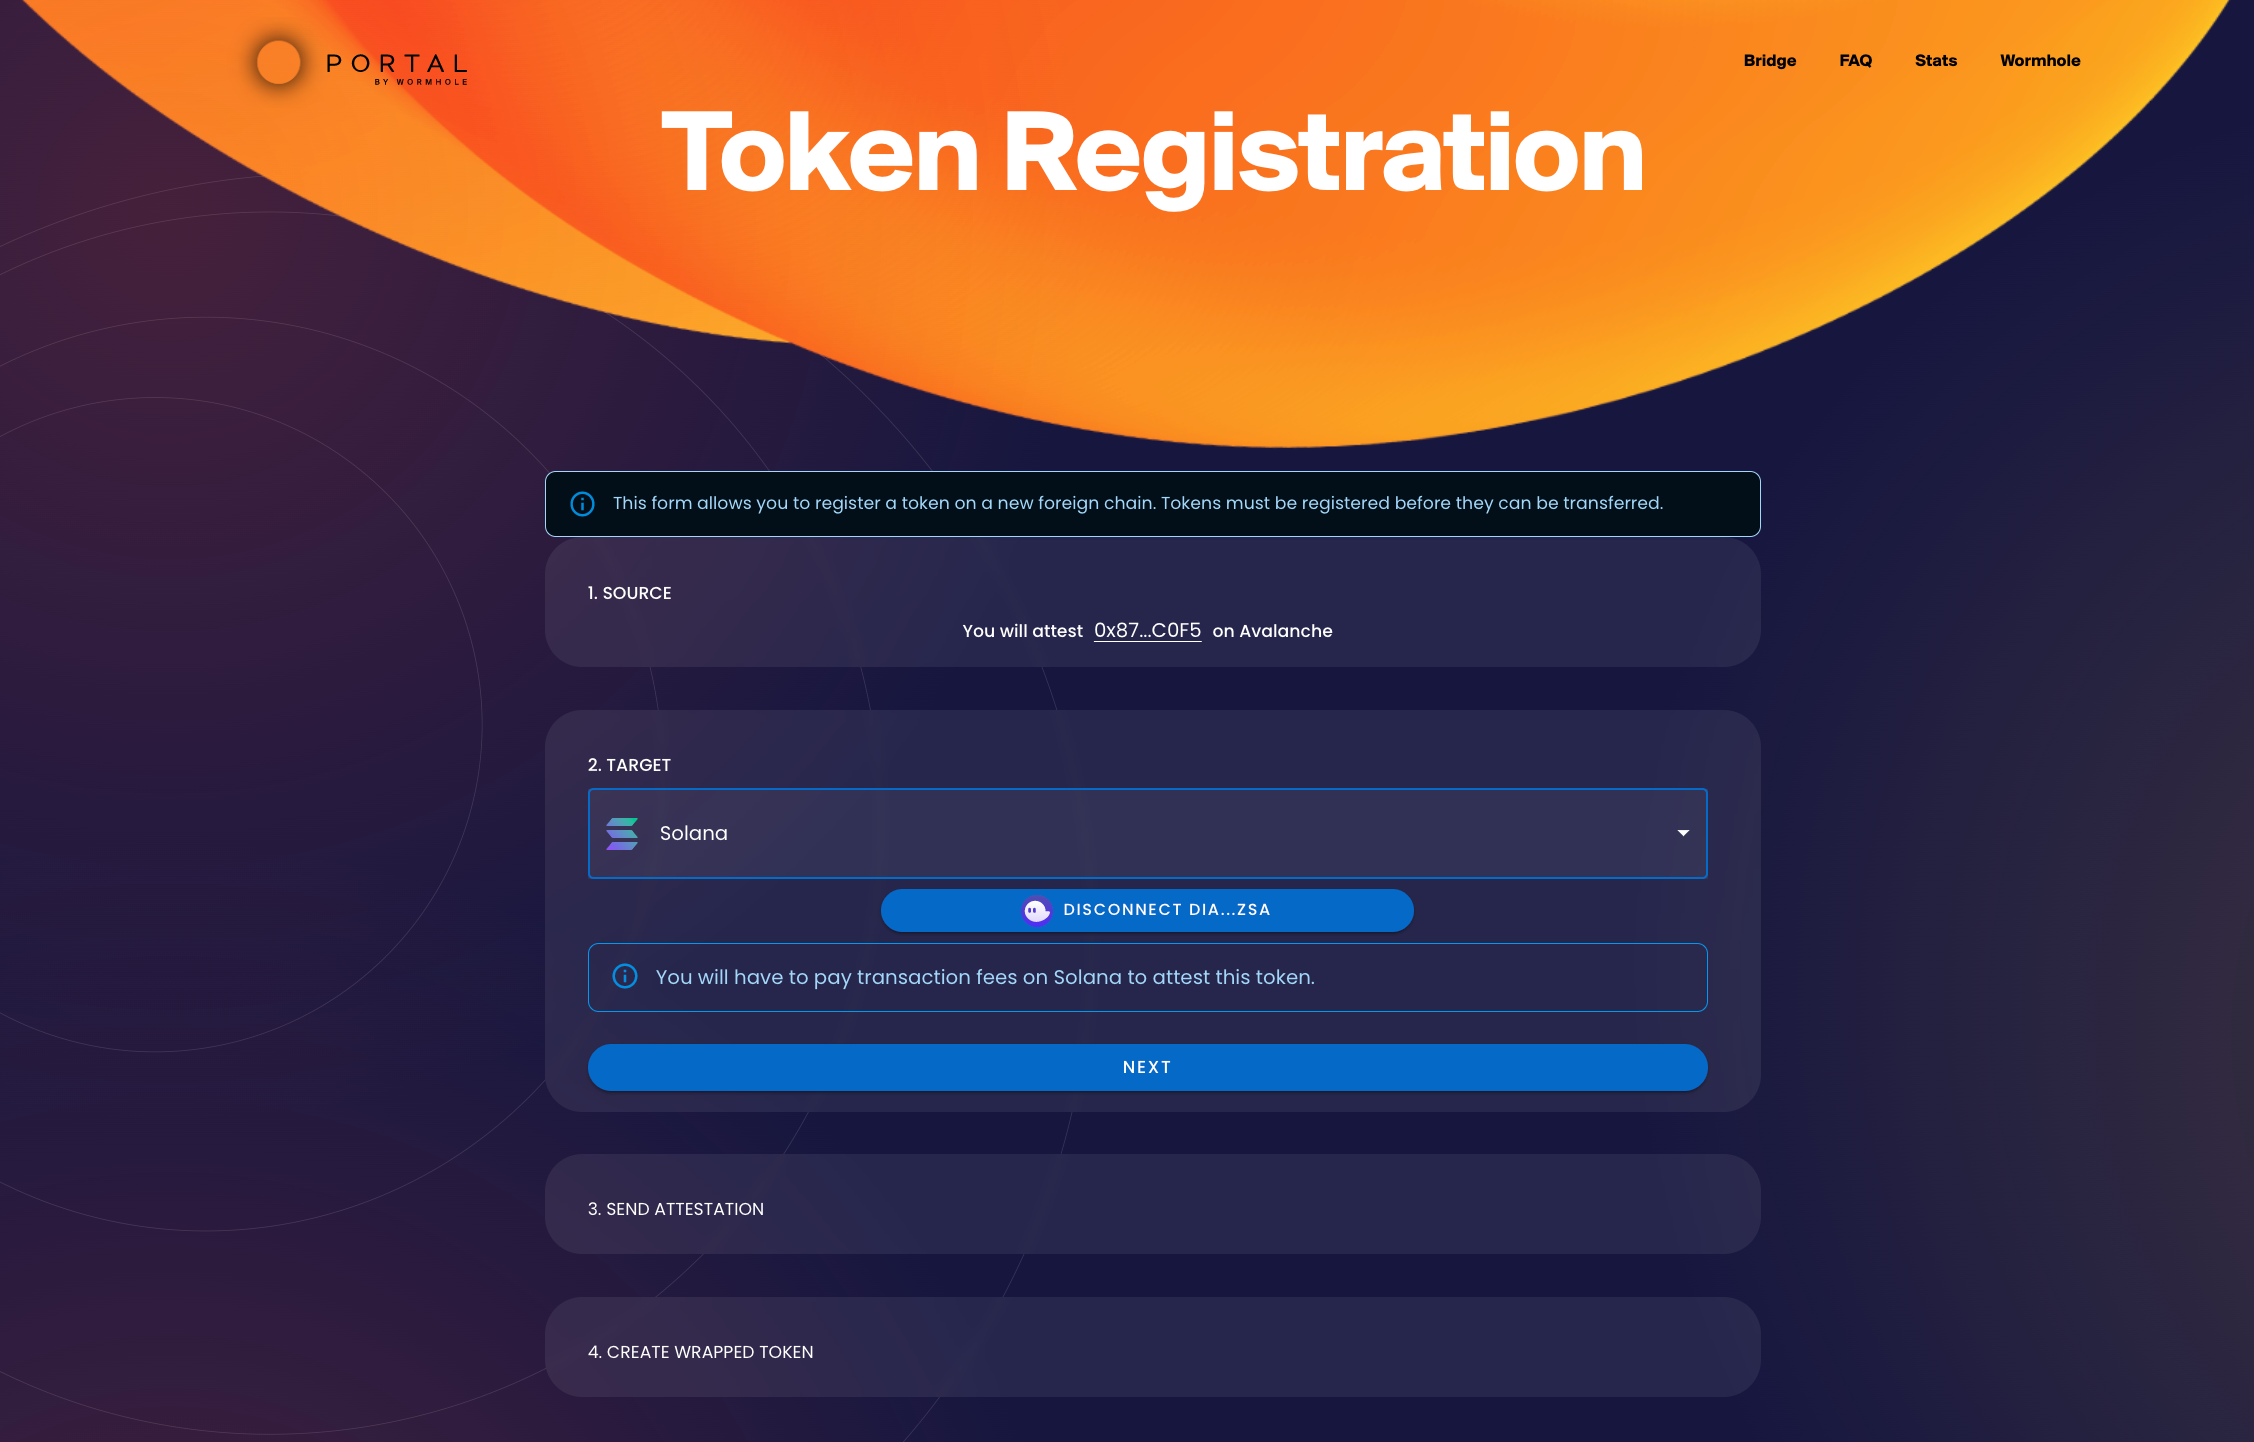 PORTAL
BY WORMHOLE
Bridge FAQ Stats Wormhole
Token Registration
This form allows you to register a token on a new foreign chain. Tokens must be registered before they can be transferred.
1. SOURCE
You will attest 0x87...C0F5 on Avalanche
2. TARGET
Solana
DISCONNECT DIA...ZSA
You will have to pay transaction fees on Solana to attest this token.
NEXT
3. SEND ATTESTATION
4. CREATE WRAPPED TOKEN